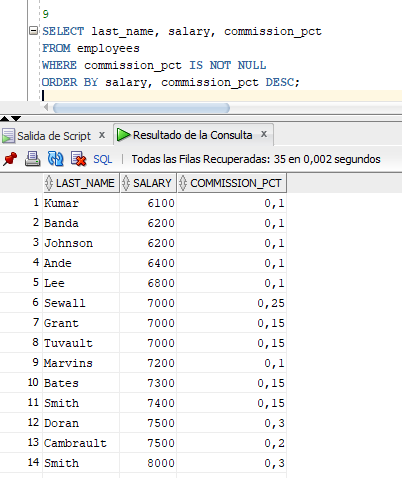 9
SELECT last_name, salary, commission_pct
FROM employees
WHERE commission_pct IS NOT NULL
ORDER BY salary, commission_pct DESC;
Salida de Script x Resultado de la Consulta x
SQL | Todas las Filas Recuperadas: 35 en 0,002 segundos
LAST_NAME SALARY COMMISSION_PCT
1 Kumar 6100 0,1
2 Banda 6200 0,1
3 Johnson 6200 0,1
4 Ande 6400 0,1
5 Lee 6800 0,1
6 Sewall 7000 0,25
7 Grant 7000 0,15
8 Tuvault 7000 0,15
9 Marvins 7200 0,1
10 Bates 7300 0,15
11 Smith 7400 0,15
12 Doran 7500 0,3
13 Cambrault 7500 0,2
14 Smith 8000 0,3